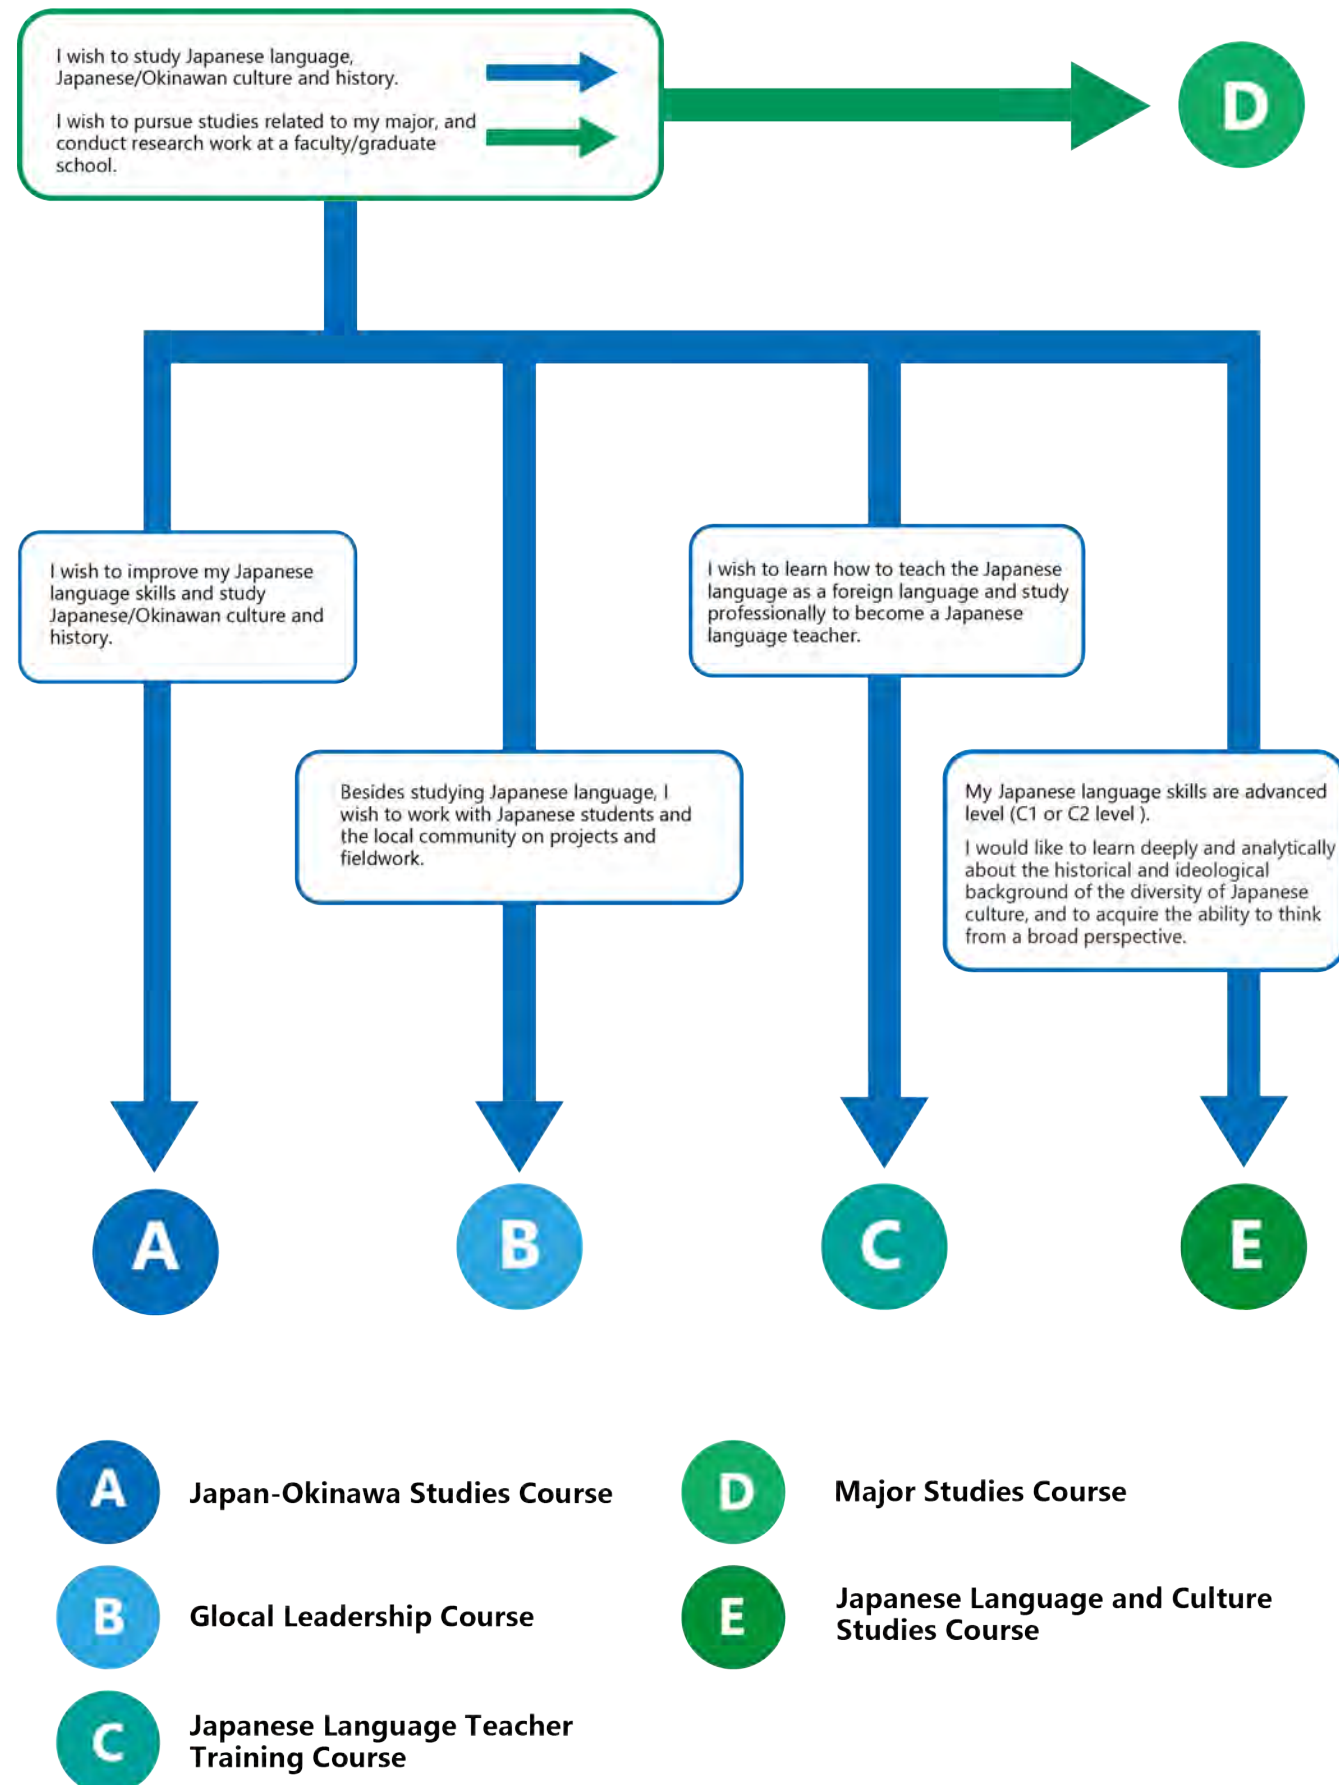 I wish to study Japanese language,
Japanese/Okinawan culture and history.
I wish to pursue studies related to my major, and
conduct research work at a faculty/graduate
school.
D
I wish to improve my Japanese
language skills and study
Japanese/Okinawan culture and
history.
Besides studying Japanese language, I
wish to work with Japanese students and
the local community on projects and
fieldwork.
I wish to learn how to teach the Japanese
language as a foreign language and study
professionally to become a Japanese
language teacher.
My Japanese language skills are advanced
level (C1 or C2 level ).
I would like to learn deeply and analytically
about the historical and ideological
background of the diversity of Japanese
culture, and to acquire the ability to think
from a broad perspective.
A
B
C
E
A
Japan-Okinawa Studies Course
B
Glocal Leadership Course
C
Japanese Language Teacher
Training Course
D
Major Studies Course
E
Japanese Language and Culture
Studies Course